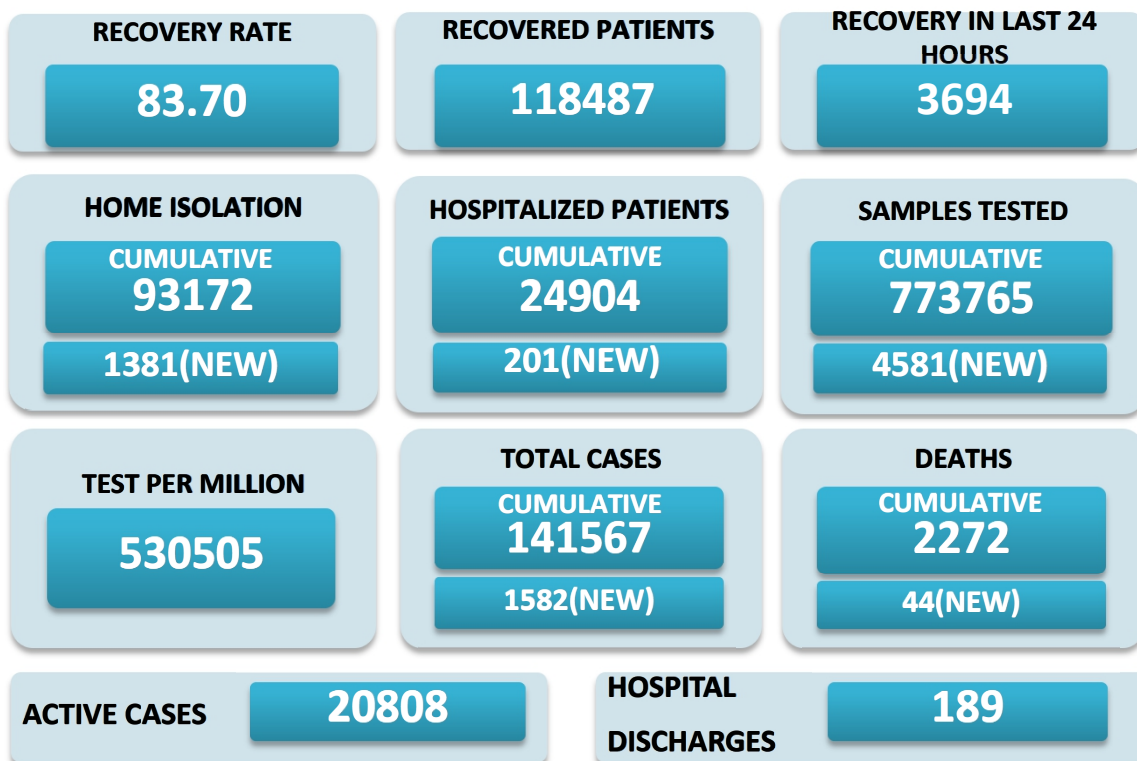 RECOVERY RATE
83.70
RECOVERED PATIENTS
118487
RECOVERY IN LAST 24
HOURS
3694
HOME ISOLATION
CUMULATIVE
93172
1381(NEW)
HOSPITALIZED PATIENTS
CUMULATIVE
24904
201(NEW)
SAMPLES TESTED
CUMULATIVE
773765
4581(NEW)
TEST PER MILLION
530505
TOTAL CASES
CUMULATIVE
141567
1582(NEW)
DEATHS
CUMULATIVE
2272
44(NEW)
ACTIVE CASES
20808
HOSPITAL
DISCHARGES
189